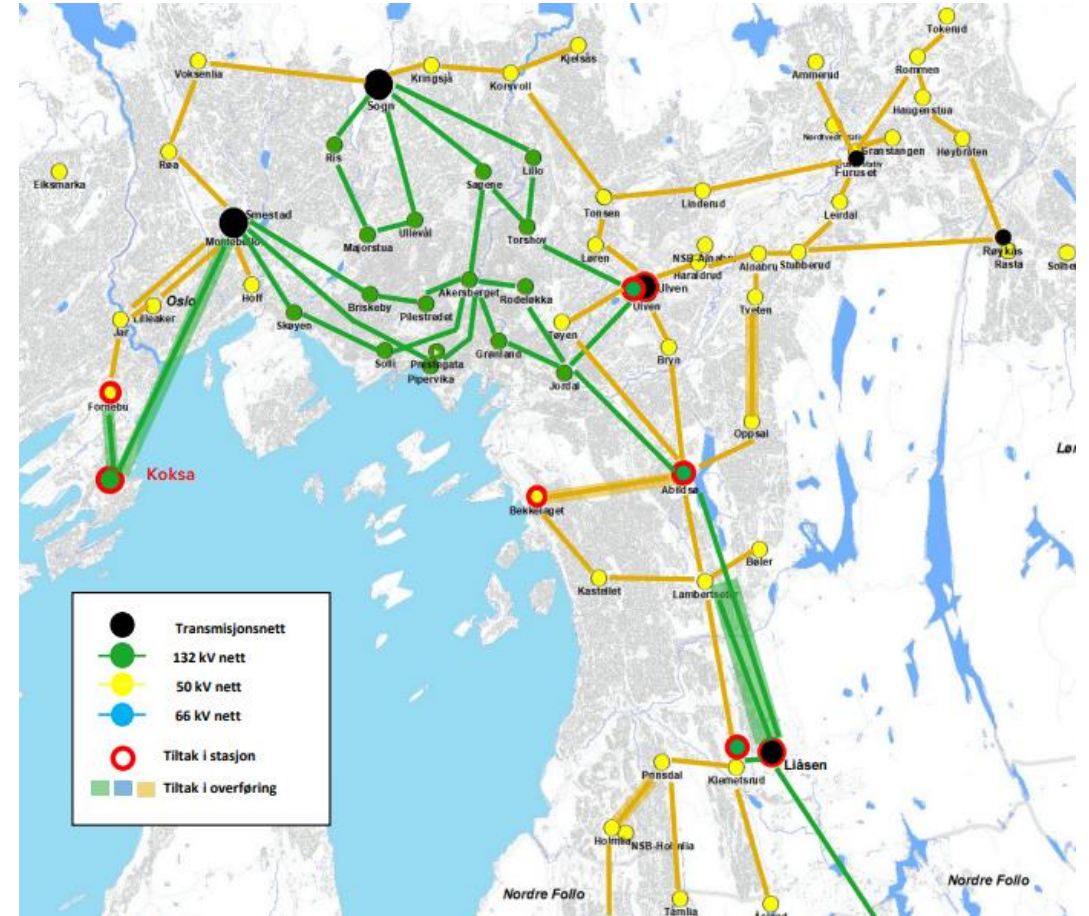 Tokerud
Kjelsås
Voksenlia
Kringsjå
Korsvoll
Ammerud
Rommen
Sogn
Haugenstua
Granstangen
Høybråten
Ris
Furuset
Røa
Eiksmarka
Sagene
Lillo
Linderud
Leirdal
Tonsen
Smestad
Ullevål
Majorstua
Torshov
Løren
Alnabru
Stubberud
Røykås
Rasta
Haraldrud
Oslo
Hoff
Akersberget
Rodeløkka
Ulven
Ulven
Briskeby
Pilestredet
Lilleaker
Jar
Skøyen
Tveten
Tøyen
Grønland
Bryn
Solli
Pipervika
Jordal
Fornebu
Oppsal
Koksa
Abildsø
Bekkelaget
Bøler
Kastellet
Transmisjonsnett
132 kV nett
50 kV nett
66 kV nett
Tiltak i stasjon
Tiltak i overføring
Liåsen
Prinsdal
Klemetsrud
Holmlia
NSB-Holmlia
Nordre Follo
Nordre Follo
Tårnlia